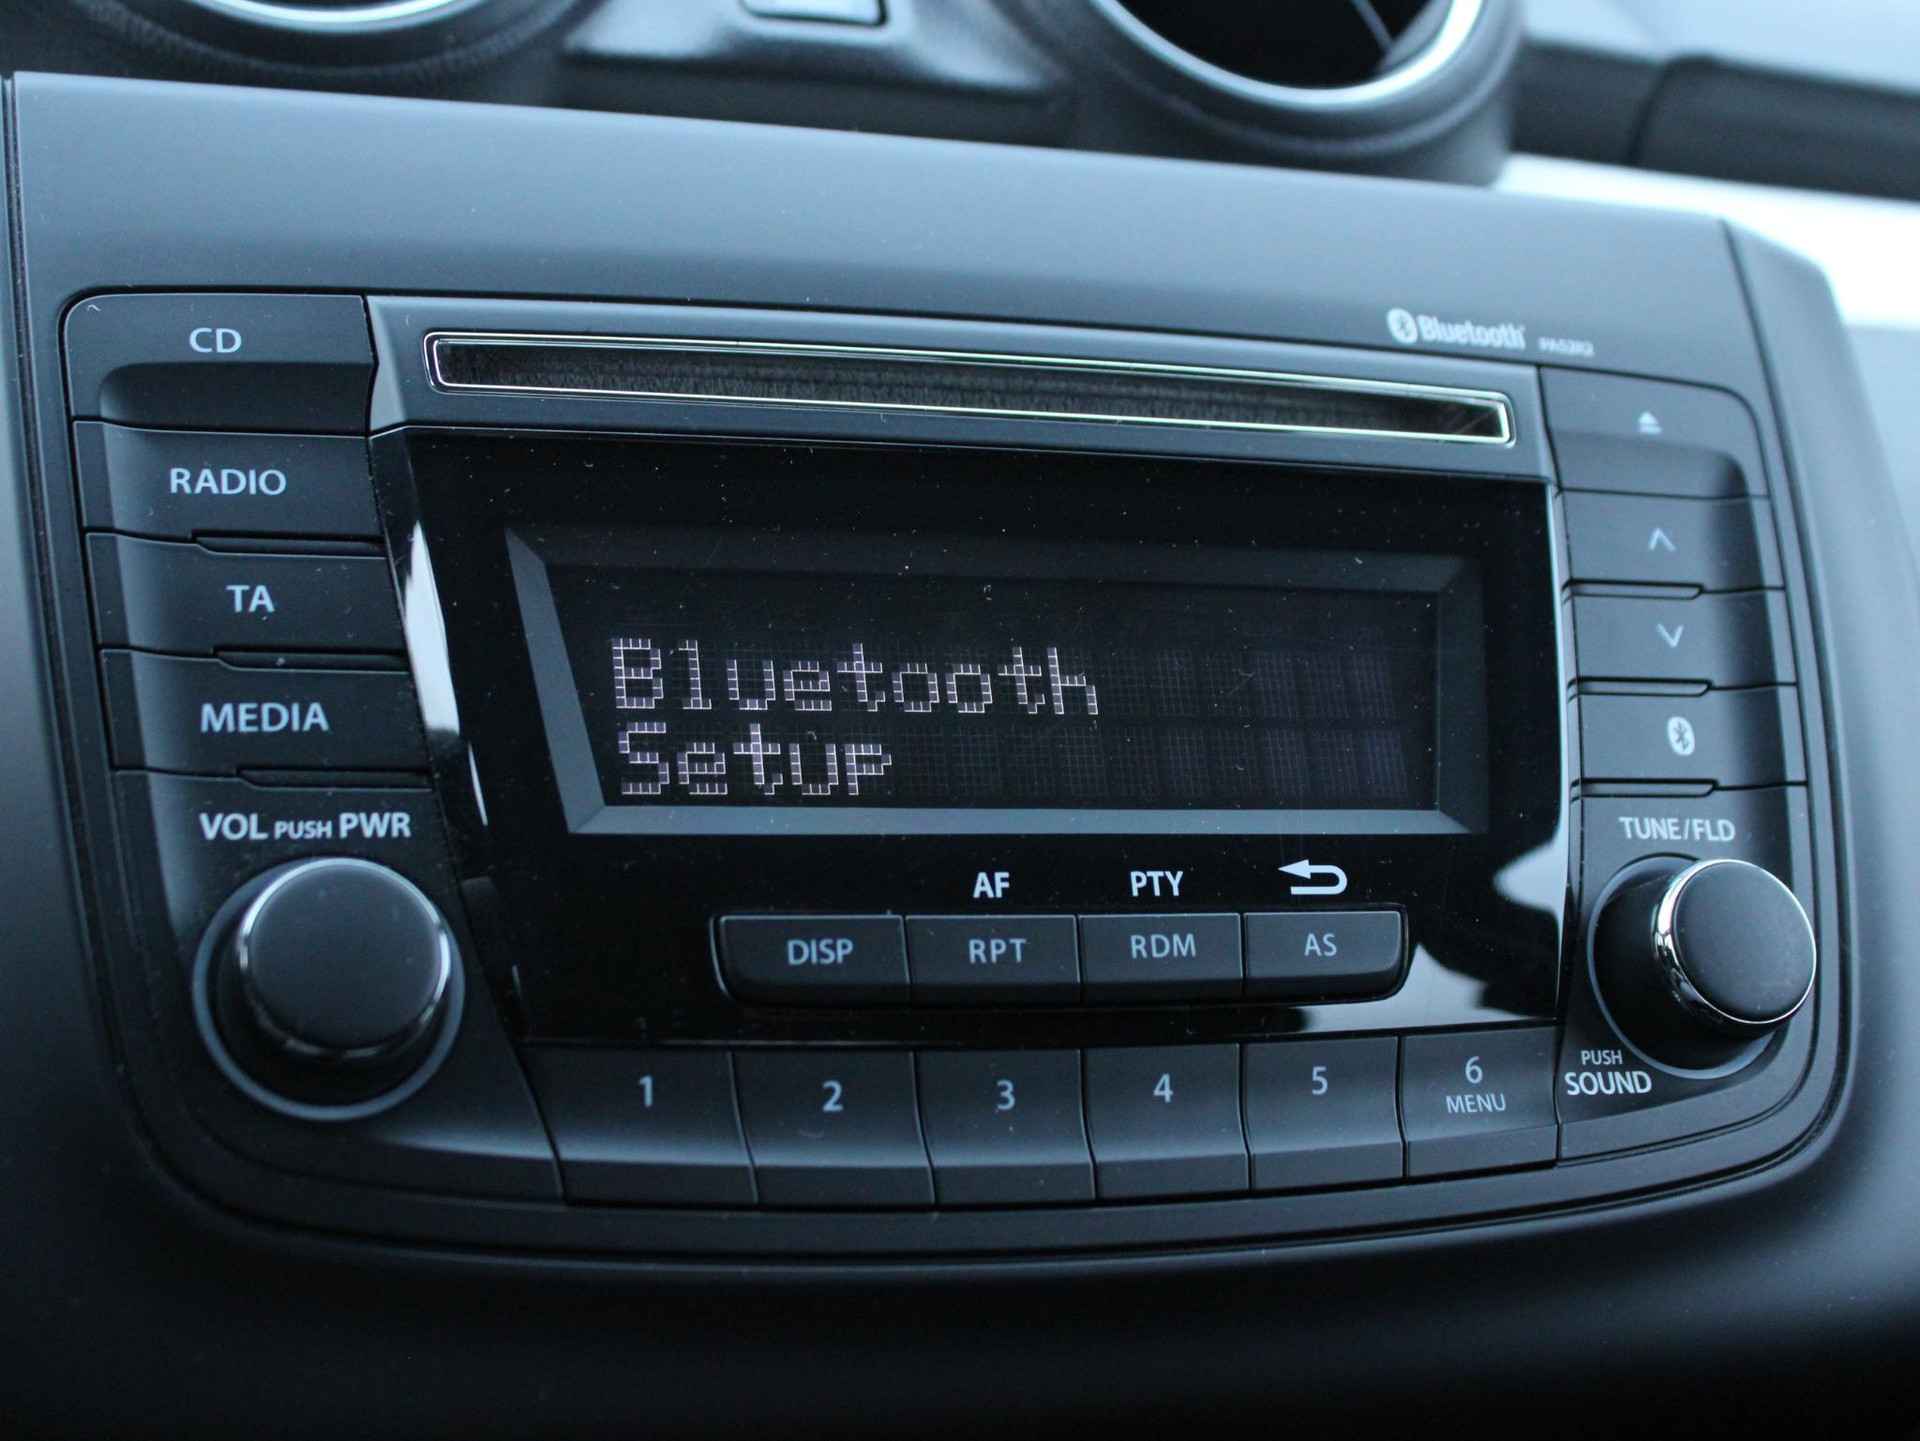 Bluetooth
CD
RADIO
TA
MEDIA
VOL PUSH PWR
Bluetooth
Setup
TUNE/FLD
AF PTY
DISP RPT RDM AS
1 2 3 4 5 6
MENU
PUSH
SOUND